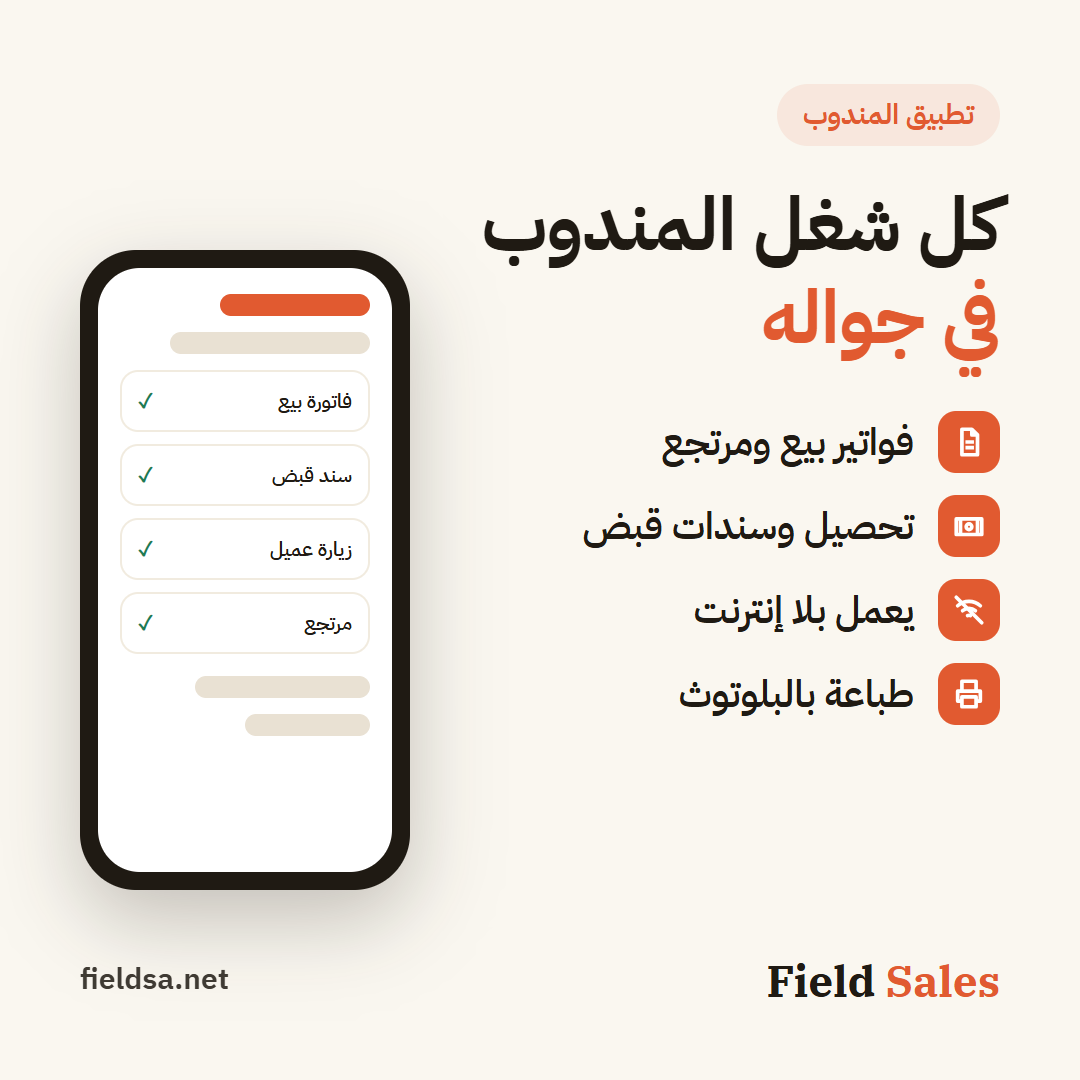 تطبيق المندوب
كل شغل المندوب
في جواله
فواتير بيع ومرتجع
تحصيل وسندات قبض
يعمل بلا إنترنت
طباعة بالبلوتوث
فاتورة بيع ✓
سند قبض ✓
زيارة عميل ✓
مرتجع ✓
Field Sales
fieldsa.net